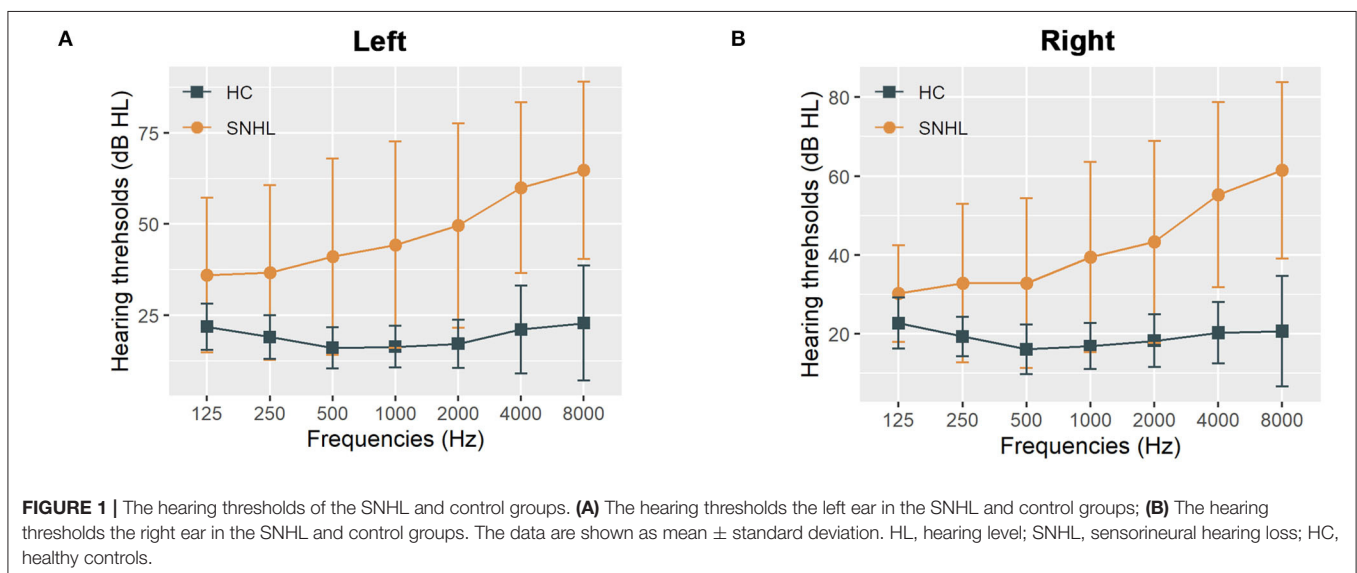 A
Left
HC
SNHL
Hearing threhsolds (dB HL)
75
50
25
125 250 500 1000 2000 4000 8000
Frequencies (Hz)
B
Right
HC
SNHL
Hearing threhsolds (dB HL)
80
60
40
20
125 250 500 1000 2000 4000 8000
Frequencies (Hz)
FIGURE 1 | The hearing thresholds of the SNHL and control groups. (A) The hearing thresholds the left ear in the SNHL and control groups; (B) The hearing
thresholds the right ear in the SNHL and control groups. The data are shown as mean ± standard deviation. HL, hearing level; SNHL, sensorineural hearing loss; HC,
healthy controls.